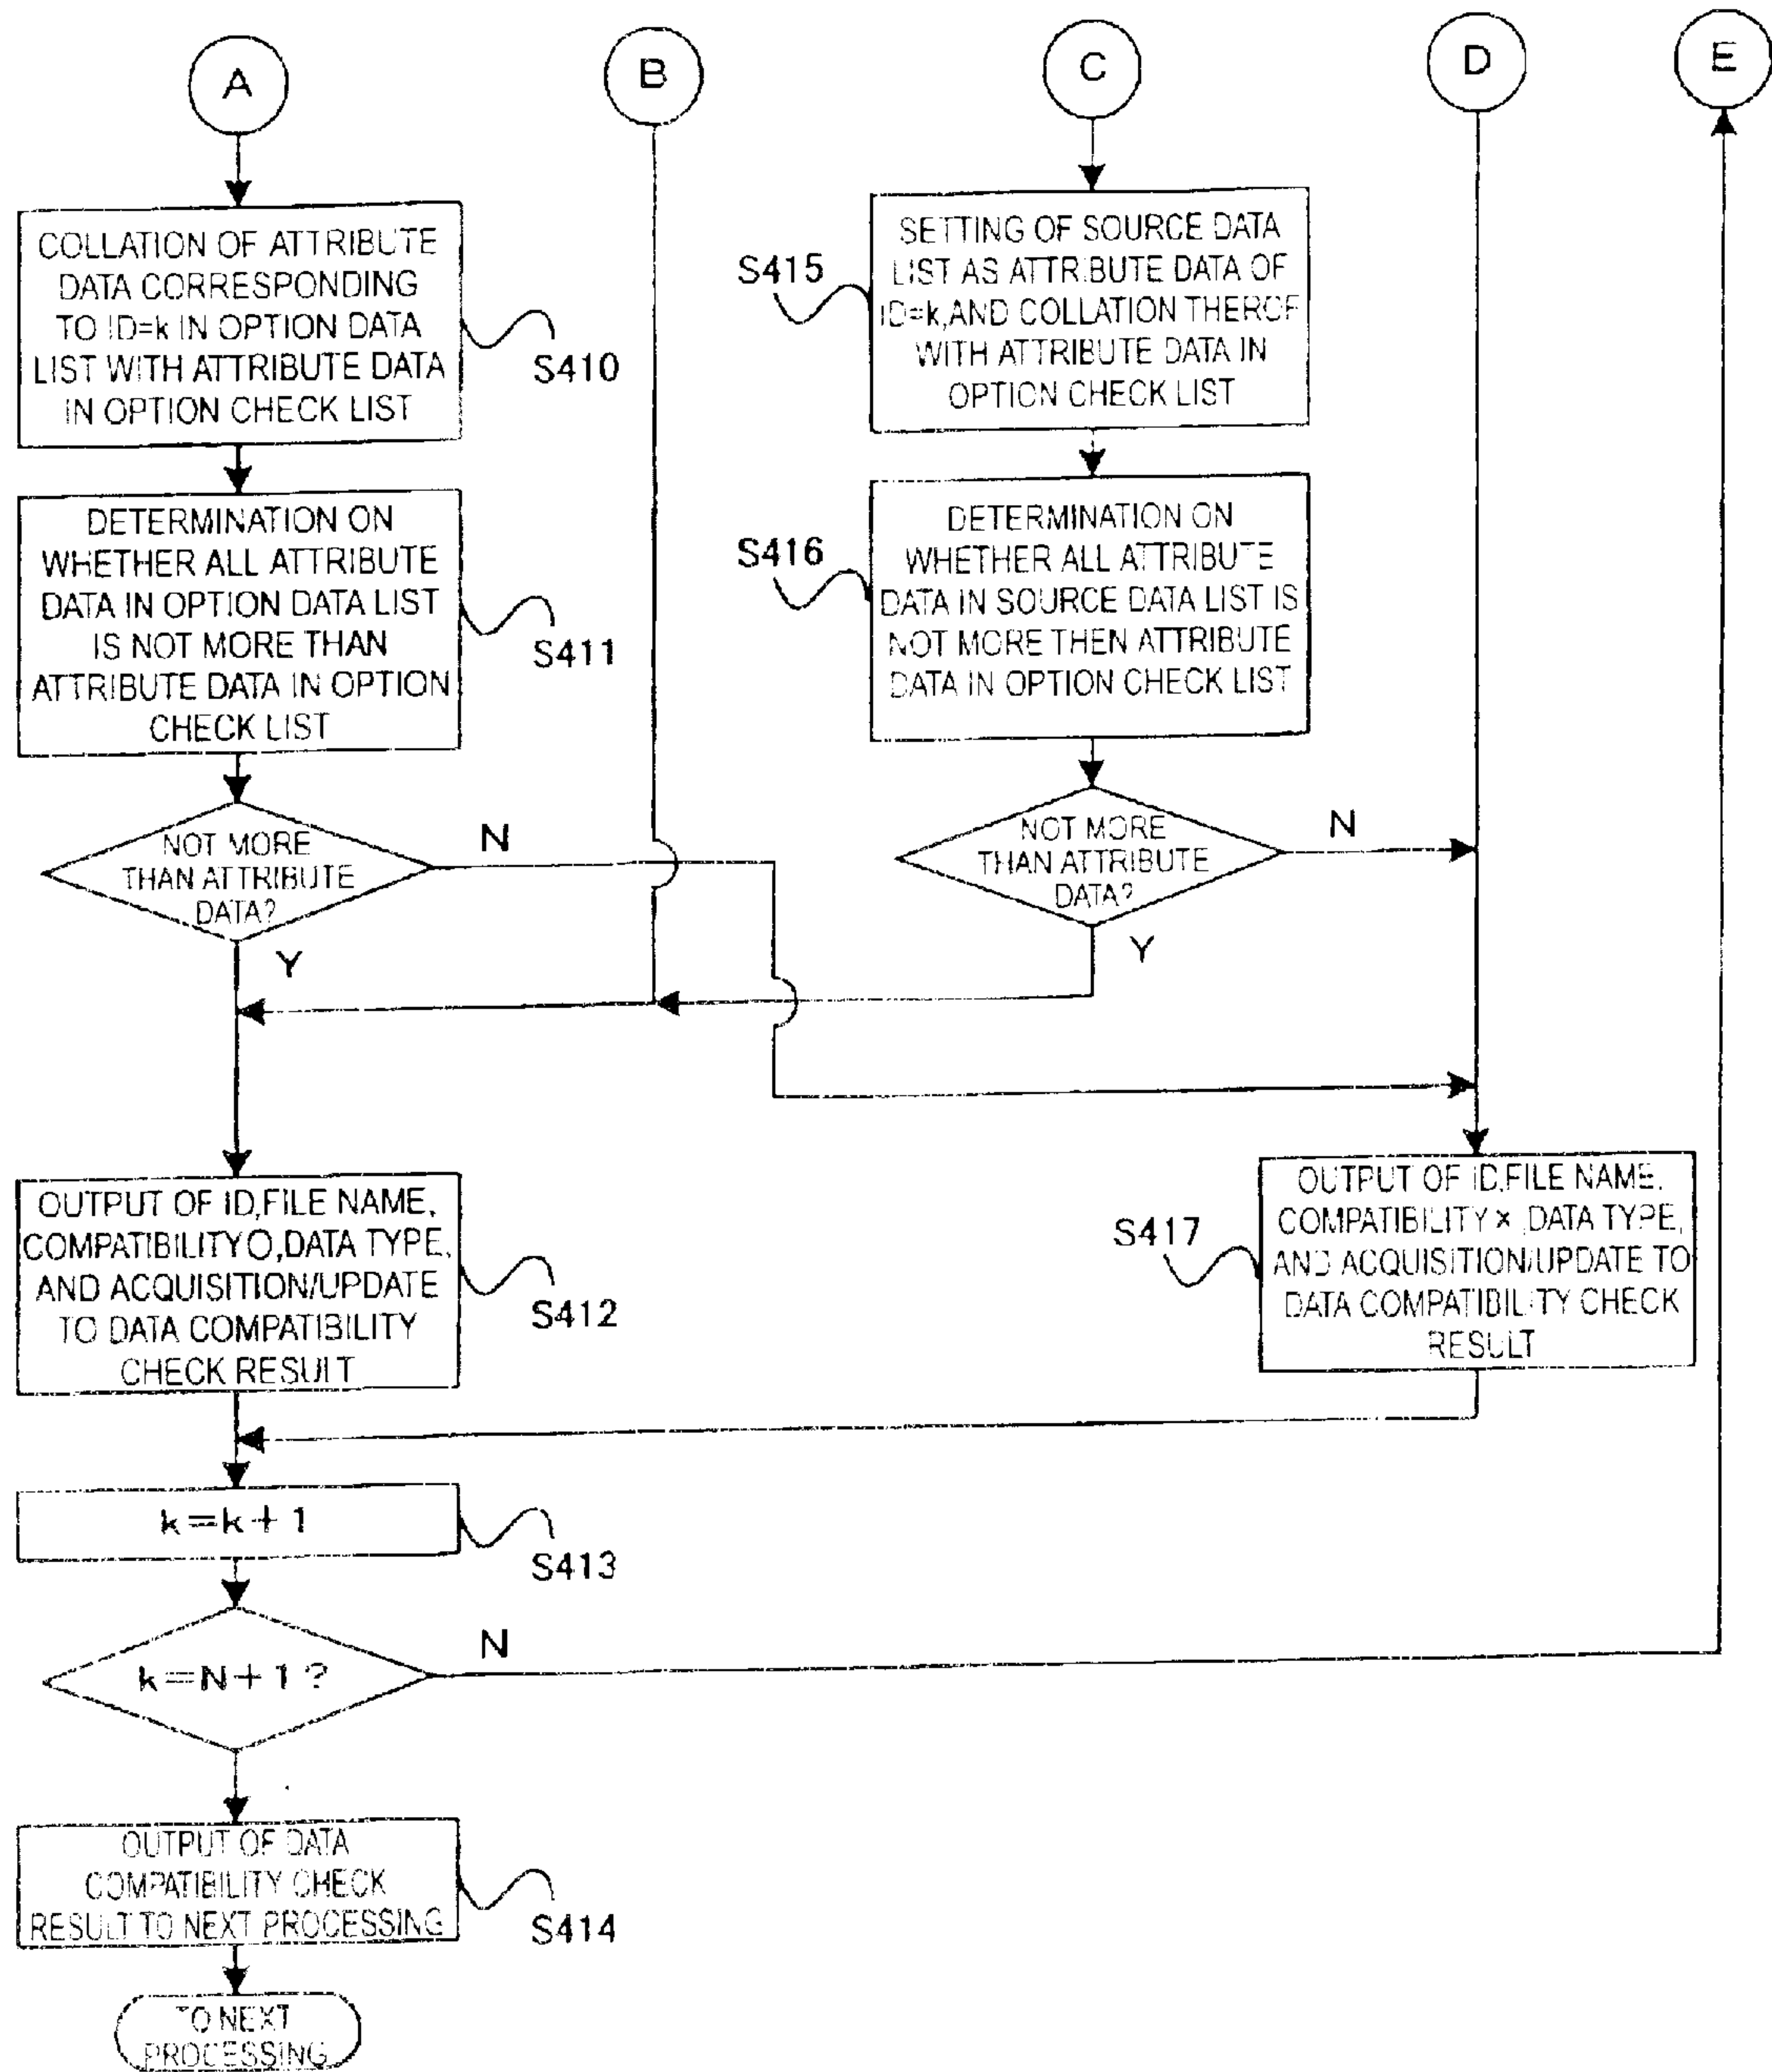 A
B
C
D
E
COLLATION OF ATTRIBUTE
DATA CORRESPONDING
TO ID=k IN OPTION DATA
LIST WITH ATTRIBUTE DATA
IN OPTION CHECK LIST
S410
S415
SETTING OF SOURCE DATA
LIST AS ATTRIBUTE DATA OF
ID=k,AND COLLATION THEROF
WITH ATTRIBUTE DATA IN
OPTION CHECK LIST
DETERMINATION ON
WHETHER ALL ATTRIBUTE
DATA IN OPTION DATA LIST
IS NOT MORE THAN
ATTRIBUTE DATA IN OPTION
CHECK LIST
S411
S416
DETERMINATION ON
WHETHER ALL ATTRIBUTE
DATA IN SOURCE DATA LIST IS
NOT MORE THEN ATTRIBUTE
DATA IN OPTION CHECK LIST
NOT MORE
THAN ATTRIBUTE
DATA?
N
Y
NOT MORE
THAN ATTRIBUTE
DATA?
N
Y
OUTPUT OF ID,FILE NAME,
COMPATIBILITY○,DATA TYPE,
AND ACQUISITION/UPDATE
TO DATA COMPATIBILITY
CHECK RESULT
S412
S417
OUTPUT OF ID,FILE NAME,
COMPATIBILITY × ,DATA TYPE,
AND ACQUISITION/UPDATE TO
DATA COMPATIBILITY CHECK
RESULT
k=k+1
S413
k=N+1?
N
OUTPUT OF DATA
COMPATIBILITY CHECK
RESULT TO NEXT PROCESSING
S414
TO NEXT
PROCESSING